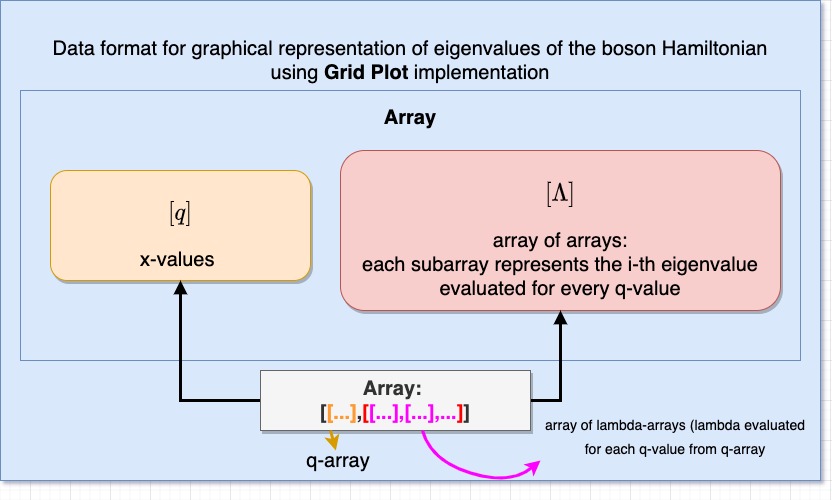 Data format for graphical representation of eigenvalues of the boson Hamiltonian
using Grid Plot implementation
Array
[q]
x-values
[Λ]
array of arrays:
each subarray represents the i-th eigenvalue
evaluated for every q-value
Array:
[[...],[[...],[...],...]]
q-array
array of lambda-arrays (lambda evaluated
for each q-value from q-array